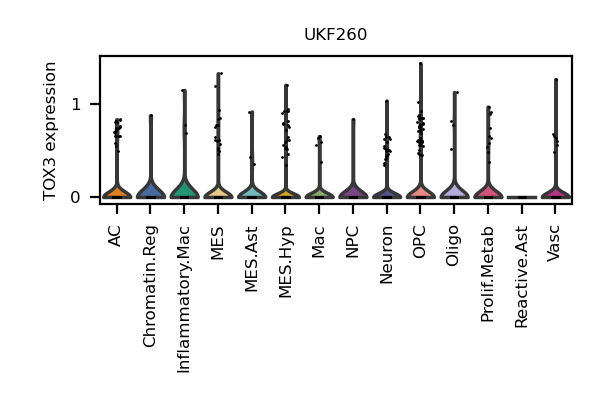 UKF260
TOX3 expression
1
0
AC
Chromatin.Reg
Inflammatory.Mac
MES
MES.Ast
MES.Hyp
Mac
NPC
Neuron
OPC
Oligo
Prolif.Metab
Reactive.Ast
Vasc